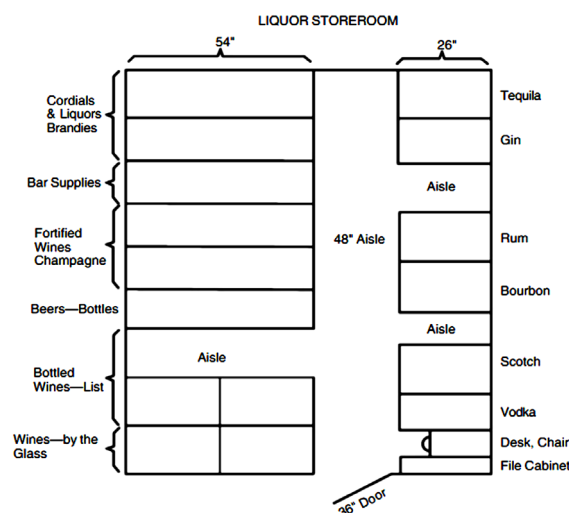 LIQUOR STOREROOM
54"
26"
Cordials
& Liquors
Brandies
Bar Supplies
Fortified
Wines
Champagne
Beers—Bottles
Bottled
Wines—List
Wines—by the
Glass
Aisle
48" Aisle
Tequila
Gin
Aisle
Rum
Bourbon
Aisle
Scotch
Vodka
Desk, Chair
File Cabinet
36" Door